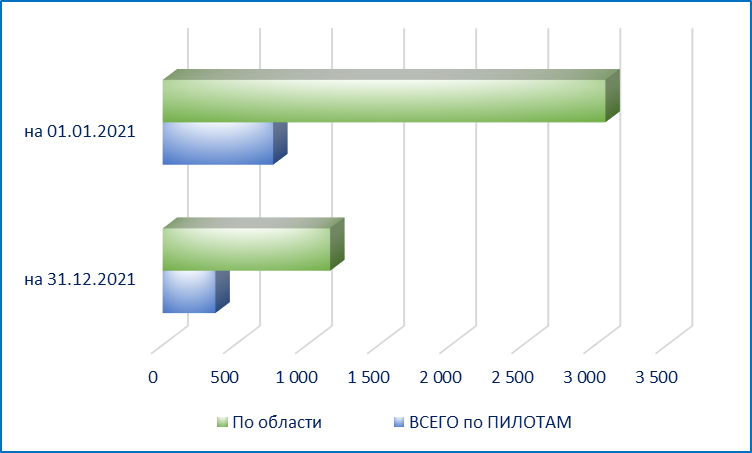 на 01.01.2021
на 31.12.2021
0 500 1 000 1 500 2 000 2 500 3 000 3 500
По области ВСЕГО по ПИЛОТАМ